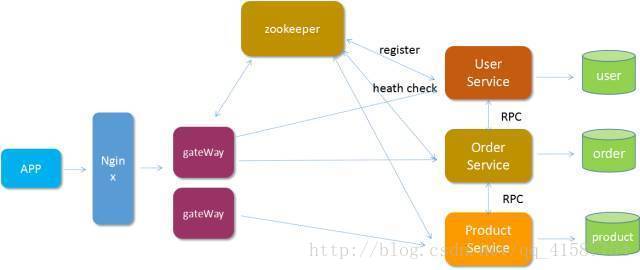 zookeeper
register
User
Service
user
heath check
RPC
APP
Ngin
x
gateWay
Order
Service
order
gateWay
RPC
Product
Service
product
http://blog.csdn.net/qq_4158